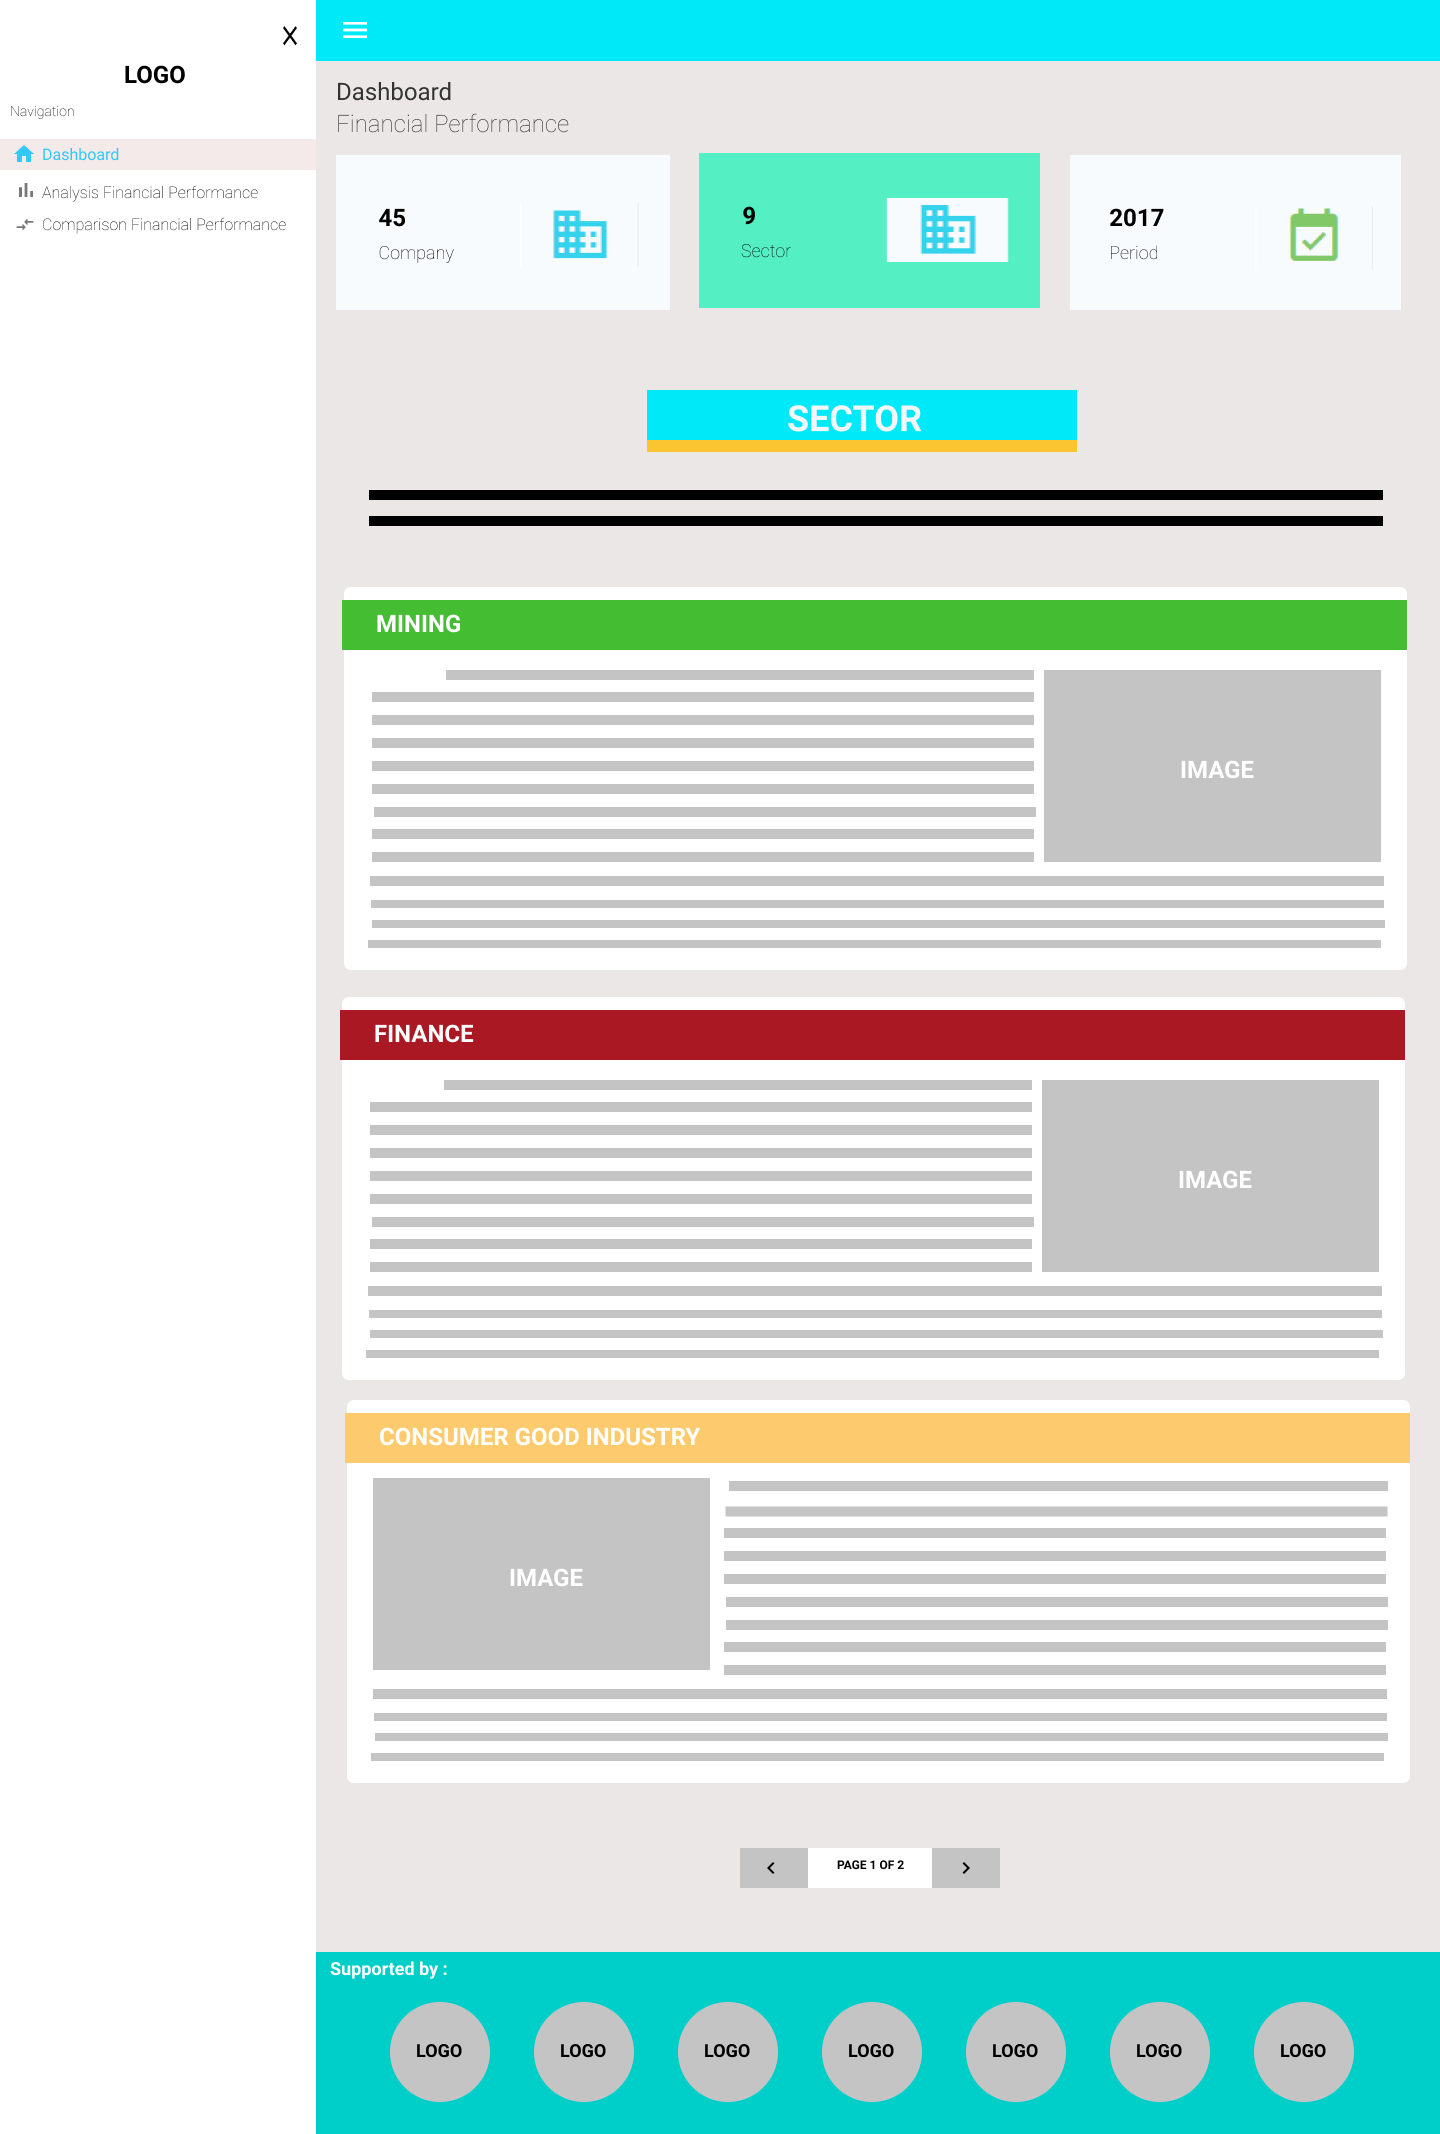 X
LOGO
Navigation
Dashboard
Analysis Financial Performance
Comparison Financial Performance
Dashboard
Financial Performance
45
Company
9
Sector
2017
Period
SECTOR
MINING
IMAGE
FINANCE
IMAGE
CONSUMER GOOD INDUSTRY
IMAGE
PAGE 1 OF 2
Supported by :
LOGO LOGO LOGO LOGO LOGO LOGO LOGO